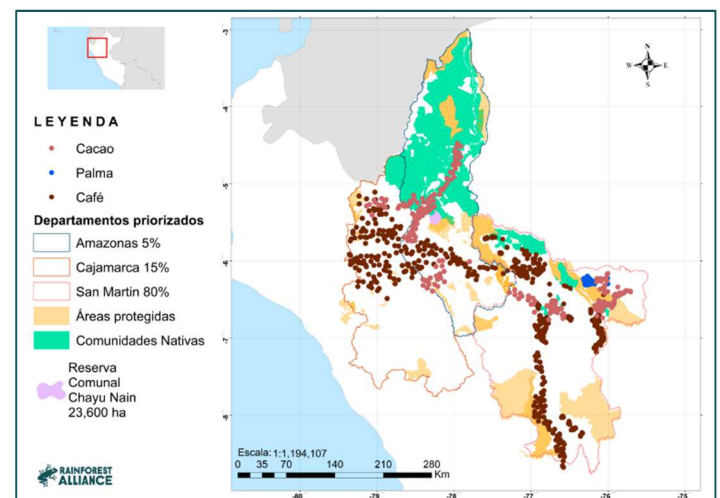 L E Y E N D A
Cacao
Palma
Café
Departamentos priorizados
Amazonas 5%
Cajamarca 15%
San Martin 80%
Áreas protegidas
Comunidades Nativas
Reserva
Comunal
Chayu Nain
23,600 ha
RAINFOREST
ALLIANCE
N
W E
S
-3
-4
-5
-6
-7
-8
Escala: 1:1,194,107
0 35 70 140 210 280
Km
-80 -79 -78 -77 -76 -75